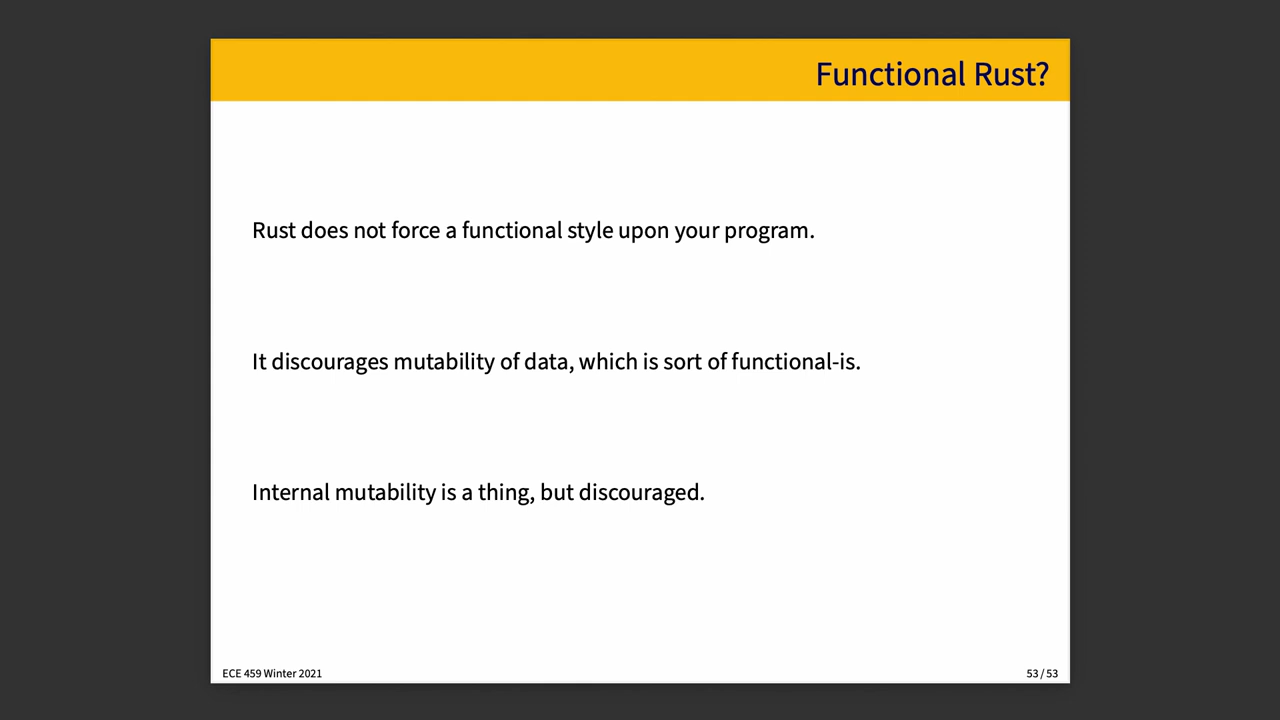 Functional Rust?
Rust does not force a functional style upon your program.
It discourages mutability of data, which is sort of functional-is.
Internal mutability is a thing, but discouraged.
ECE 459 Winter 2021
53 / 53